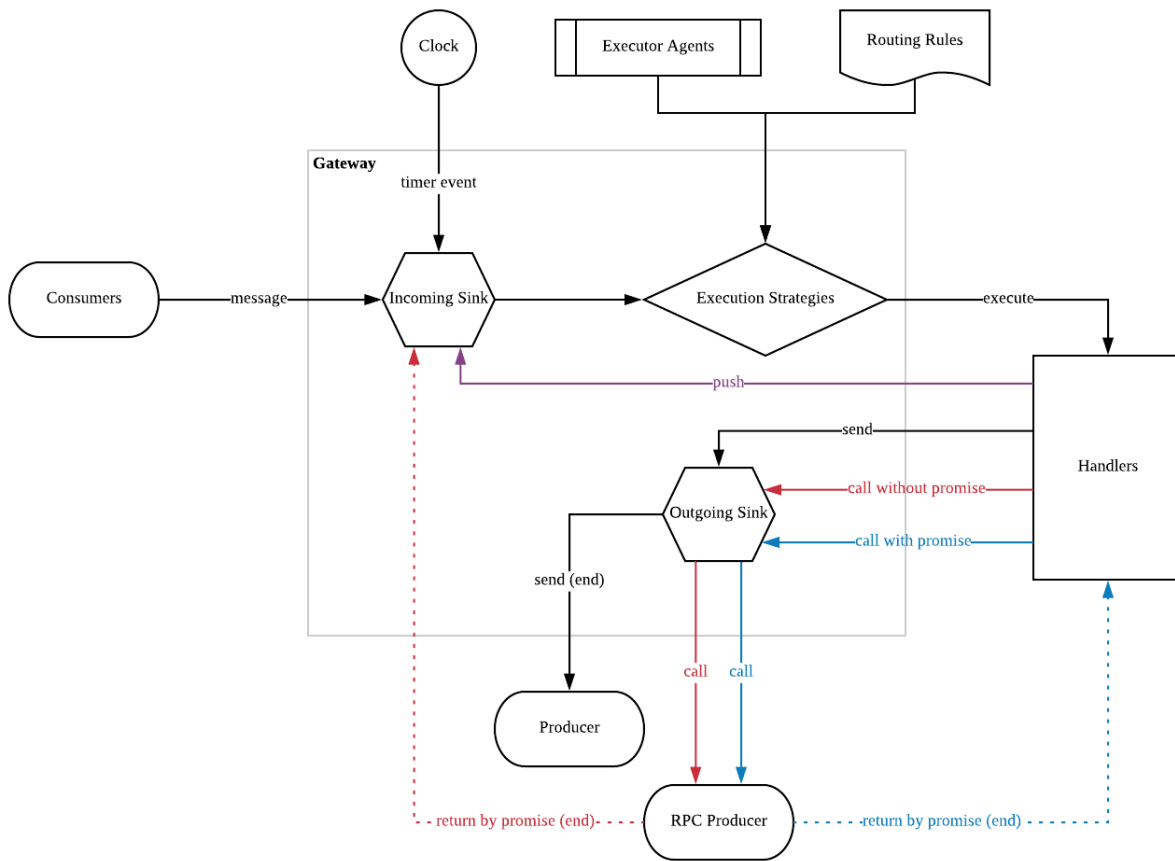 Clock
Executor Agents
Routing Rules
Gateway
timer event
Consumers
message
Incoming Sink
Execution Strategies
execute
push
send
Handlers
call without promise
Outgoing Sink
call with promise
send (end)
call
call
Producer
return by promise (end)
RPC Producer
return by promise (end)